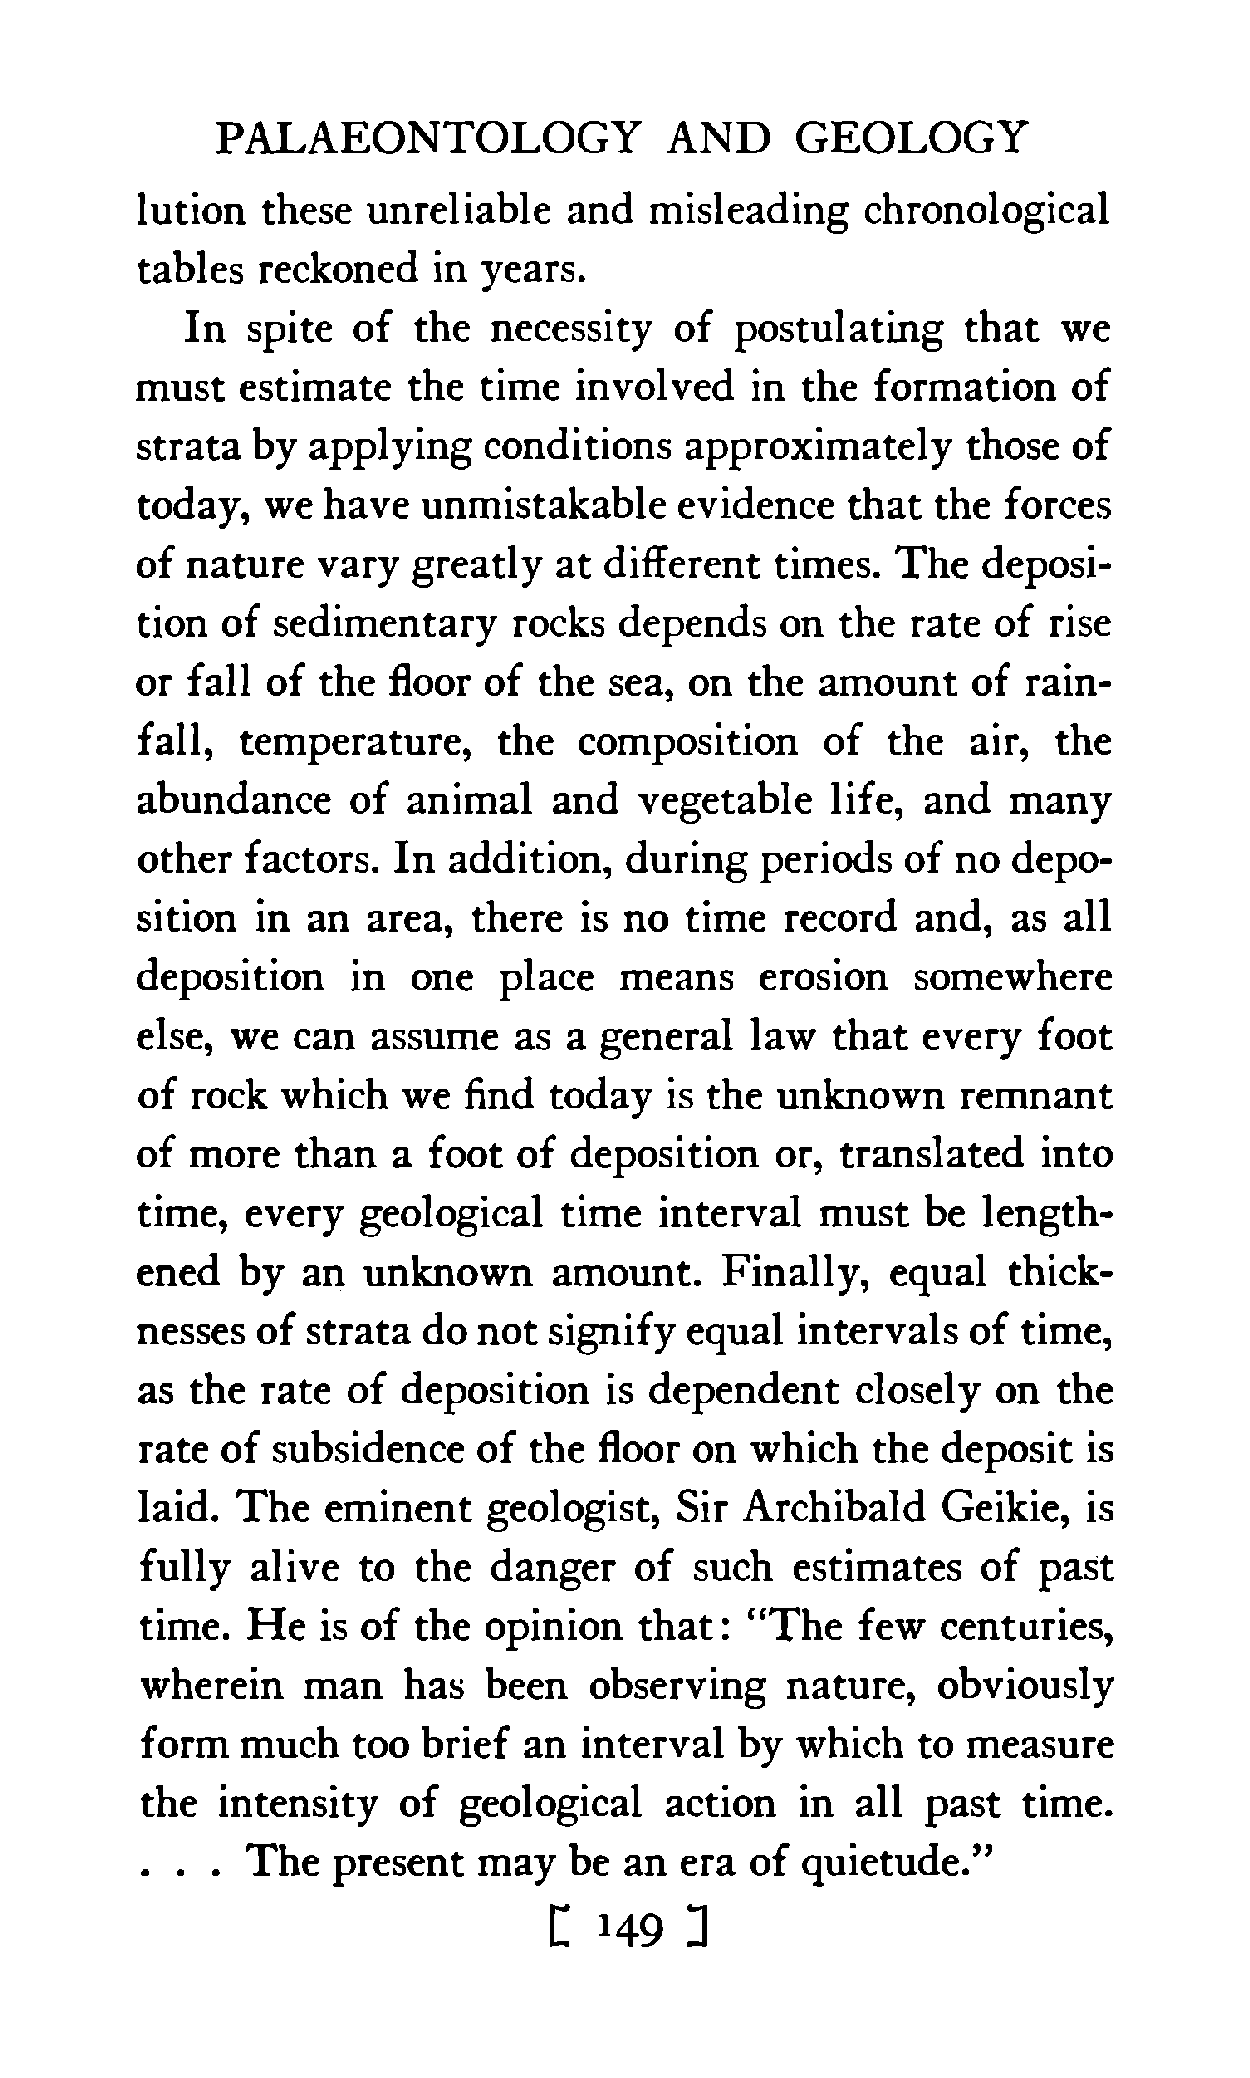 PALAEONTOLOGY AND GEOLOGY
lution these unreliable and misleading chronological
tables reckoned in years.
In spite of the necessity of postulating that we
must estimate the time involved in the formation of
strata by applying conditions approximately those of
today, we have unmistakable evidence that the forces
of nature vary greatly at different times. The deposi-
tion of sedimentary rocks depends on the rate of rise
or fall of the floor of the sea, on the amount of rain-
fall, temperature, the composition of the air, the
abundance of animal and vegetable life, and many
other factors. In addition, during periods of no depo-
sition in an area, there is no time record and, as all
deposition in one place means erosion somewhere
else, we can assume as a general law that every foot
of rock which we find today is the unknown remnant
of more than a foot of deposition or, translated into
time, every geological time interval must be length-
ened by an unknown amount. Finally, equal thick-
nesses of strata do not signify equal intervals of time,
as the rate of deposition is dependent closely on the
rate of subsidence of the floor on which the deposit is
laid. The eminent geologist, Sir Archibald Geikie, is
fully alive to the danger of such estimates of past
time. He is of the opinion that: "The few centuries,
wherein man has been observing nature, obviously
form much too brief an interval by which to measure
the intensity of geological action in all past time.
. . . The present may be an era of quietude."
[ 149 ]